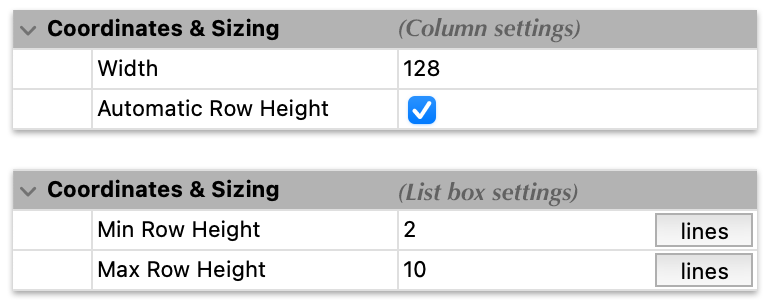 Coordinates & Sizing (Column settings)
Width 128
Automatic Row Height
Coordinates & Sizing (List box settings)
Min Row Height 2 lines
Max Row Height 10 lines